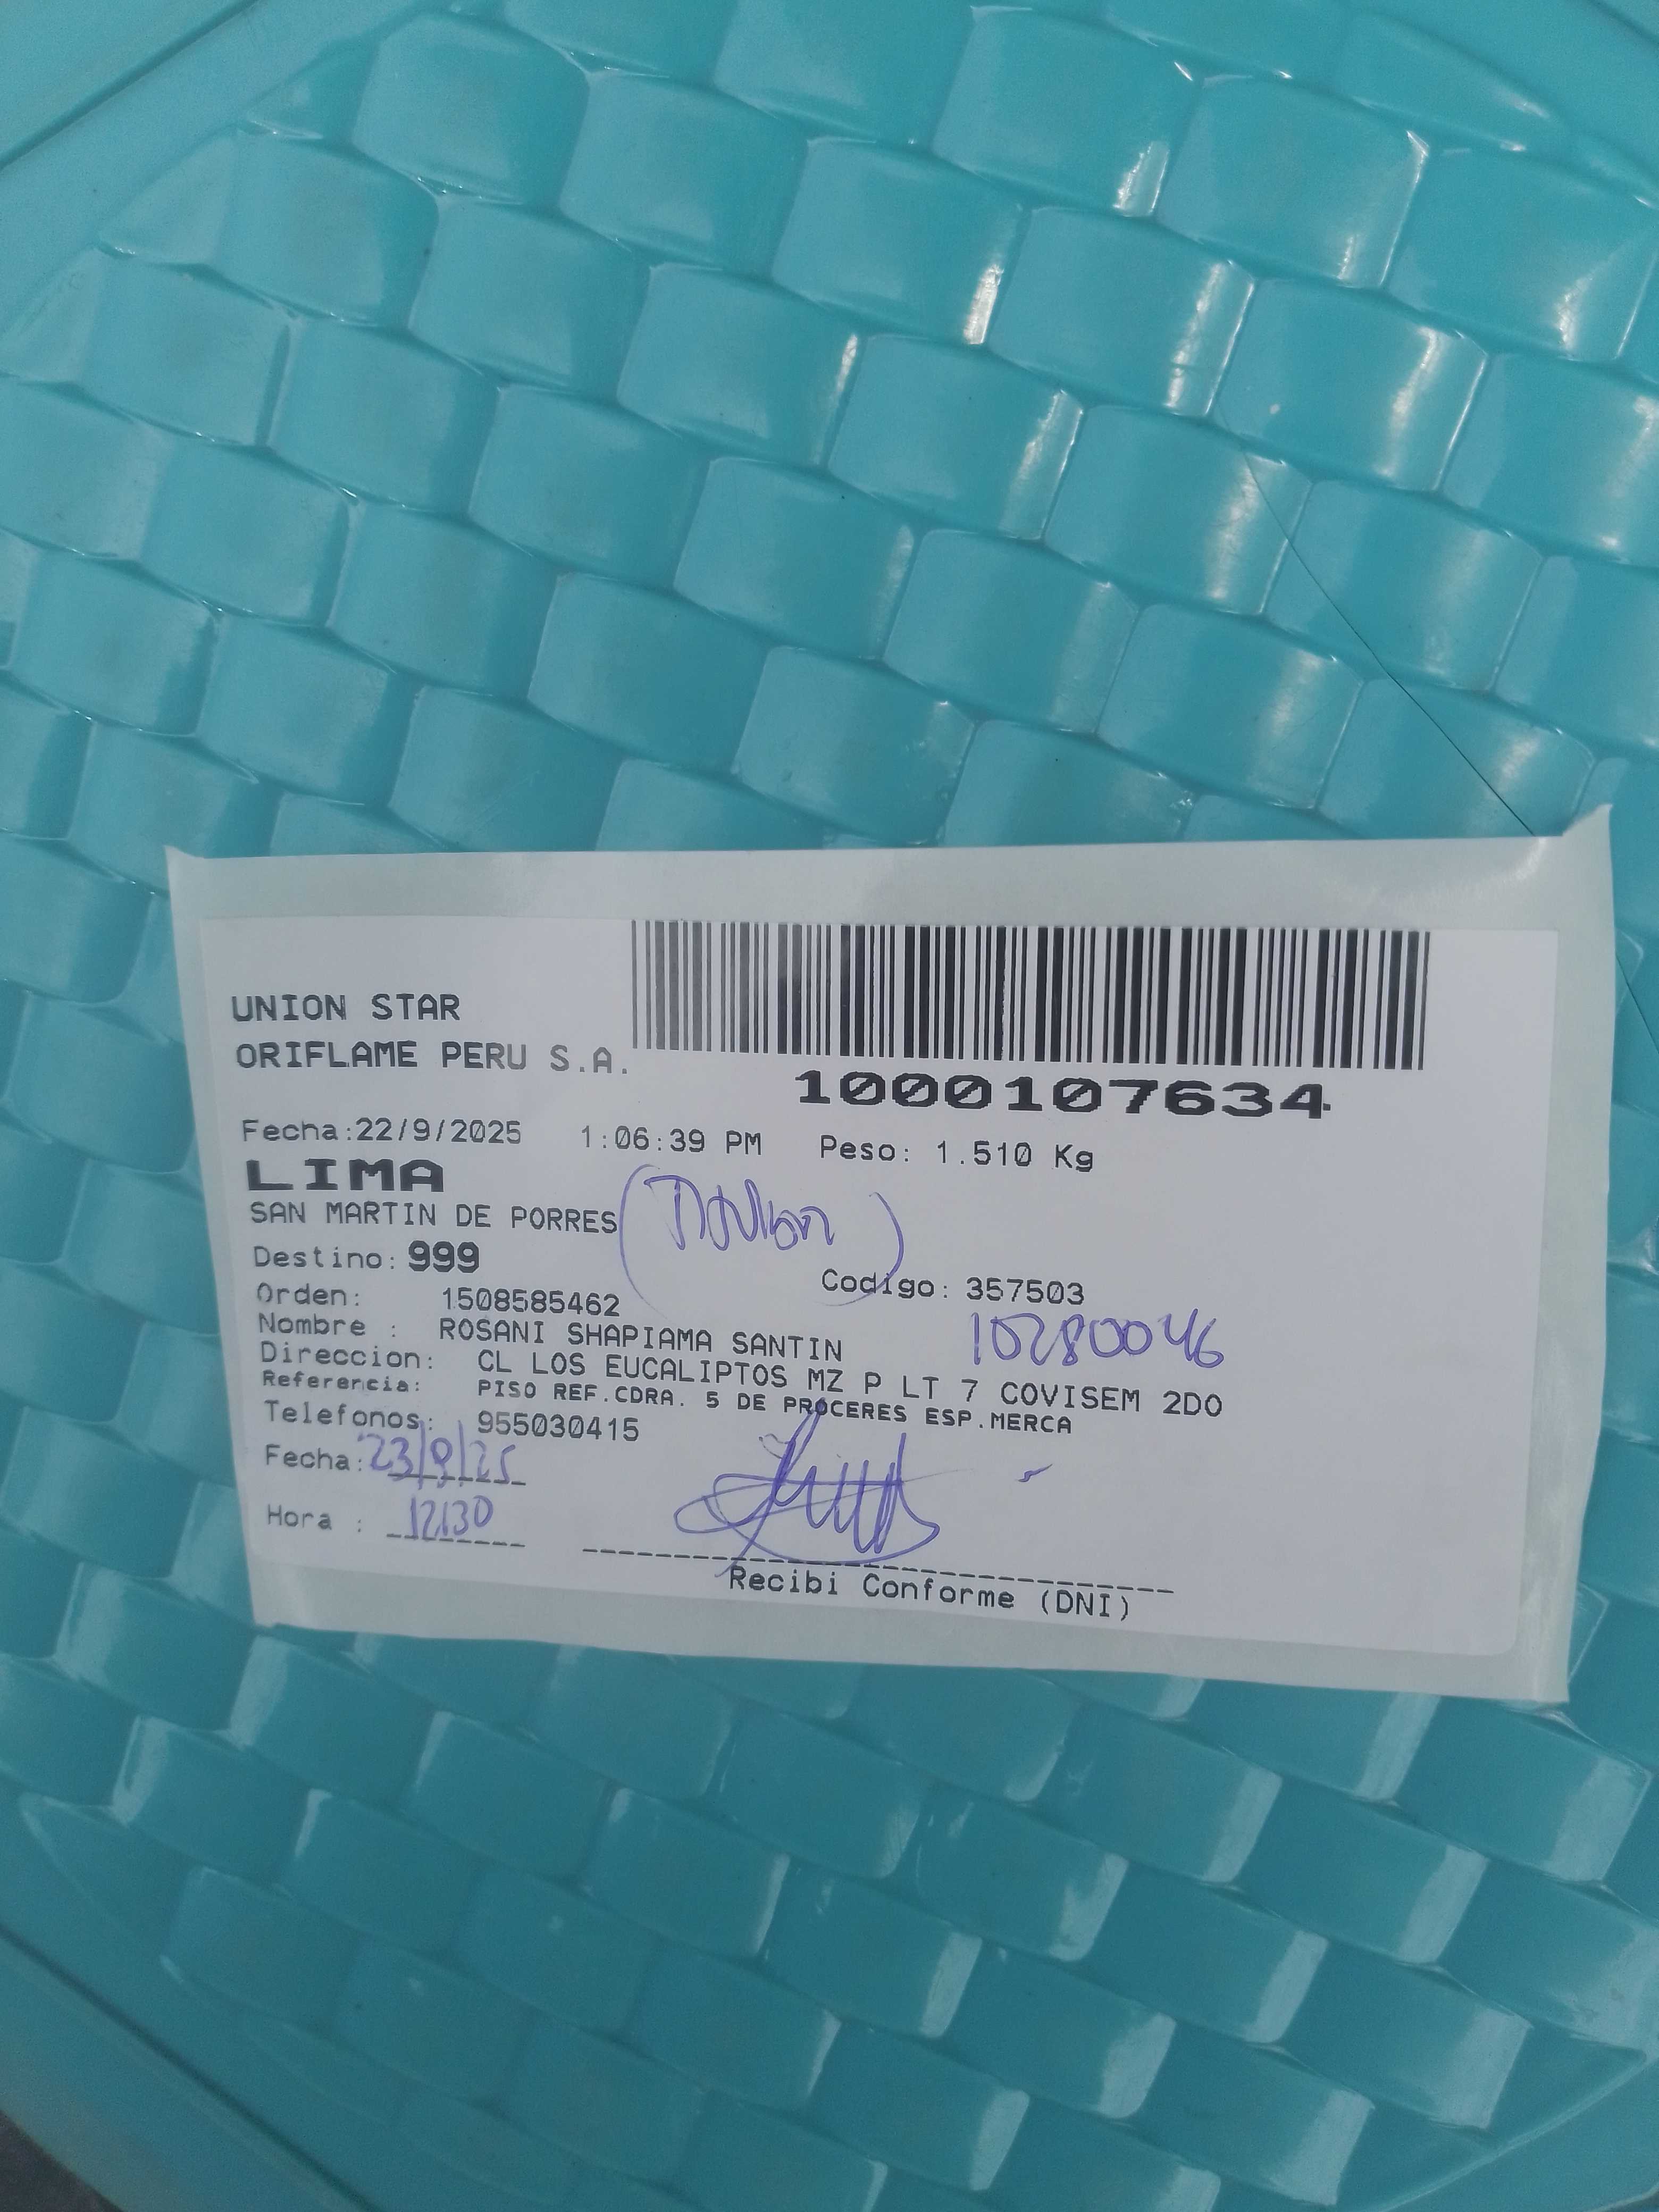 UNION STAR
ORIFLAME PERU S.A.
1000107634
Fecha:22/9/2025 1:06:39 PM Peso: 1.510 Kg
LIMA
SAN MARTIN DE PORRES
Destino: 999
Codigo: 357503
Orden: 1508585462
10280046
Nombre : ROSANI SHAPIAMA SANTIN
Direccion: CL LOS EUCALIPTOS MZ P LT 7 COVISEM 2DO
Referencia: PISO REF.CDRA. 5 DE PROCERES ESP.MERCA
Telefonos: 955030415
Fecha: 23/9/25
Hora : 12:30
Recibi Conforme (DNI)